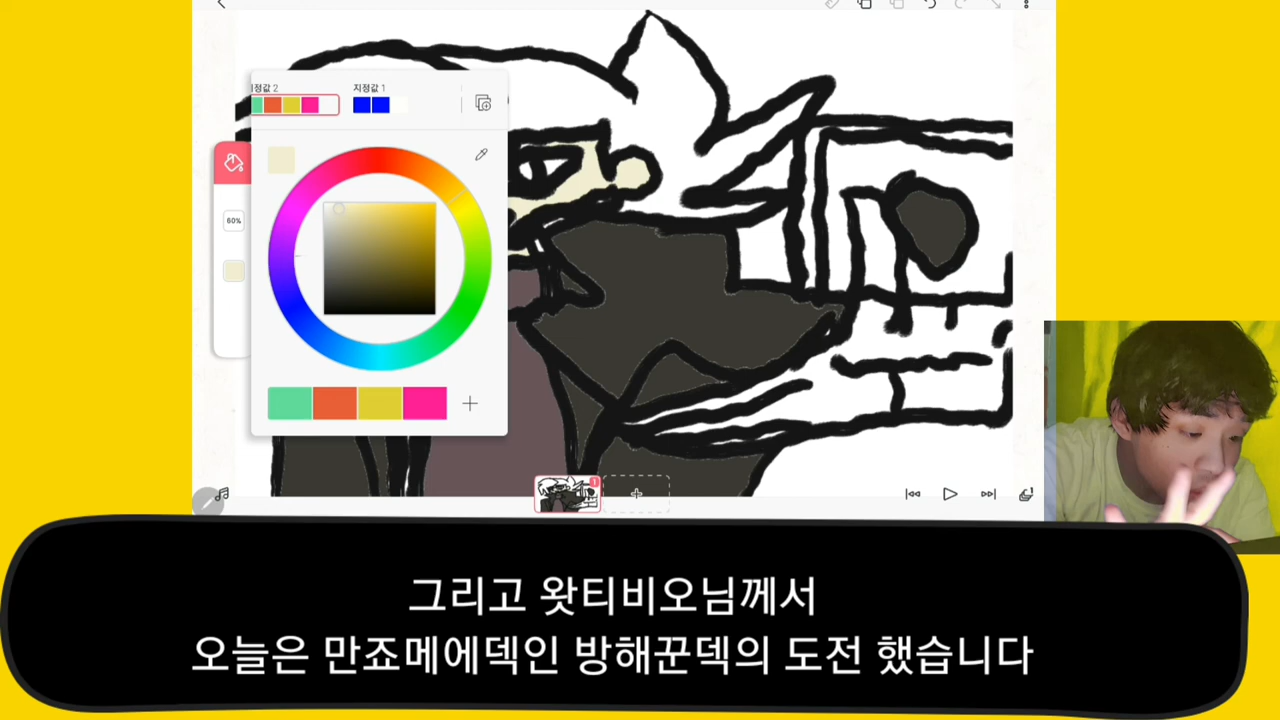 지정값 2
지정값 1
60%
1
그리고 왓티비오님께서
오늘은 만죠메에덱인 방해꾼덱의 도전 했습니다